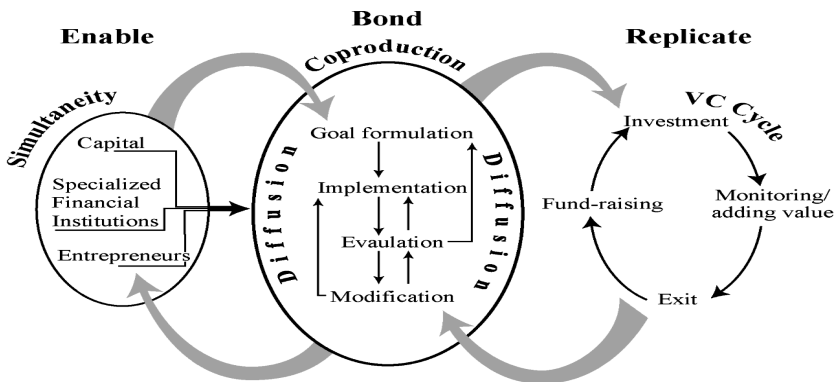 Enable
Bond
Replicate
Simultaneity
Coproduction
VC Cycle
Capital
Specialized
Financial
Institutions
Entrepreneurs
Diffusion
Goal formulation
Implementation
Evaulation
Modification
Diffusion
Investment
Monitoring/
adding value
Exit
Fund-raising